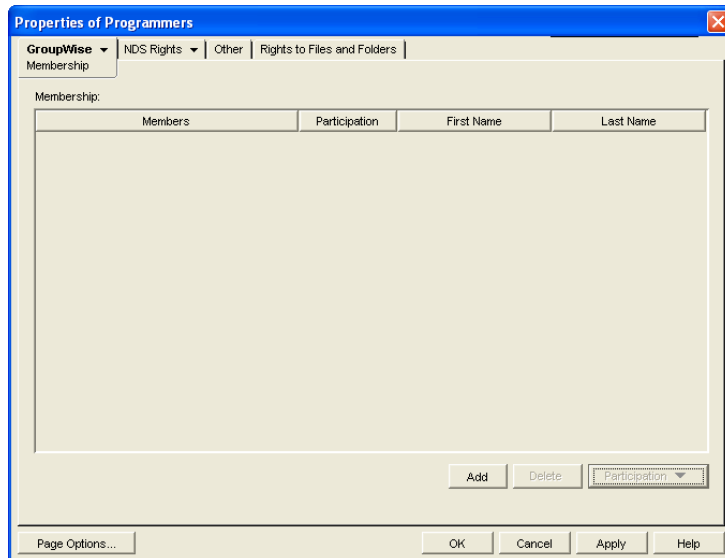 Properties of Programmers
GroupWise NDS Rights Other Rights to Files and Folders
Membership
Membership:
Members Participation First Name Last Name
Add Delete Participation
Page Options... OK Cancel Apply Help